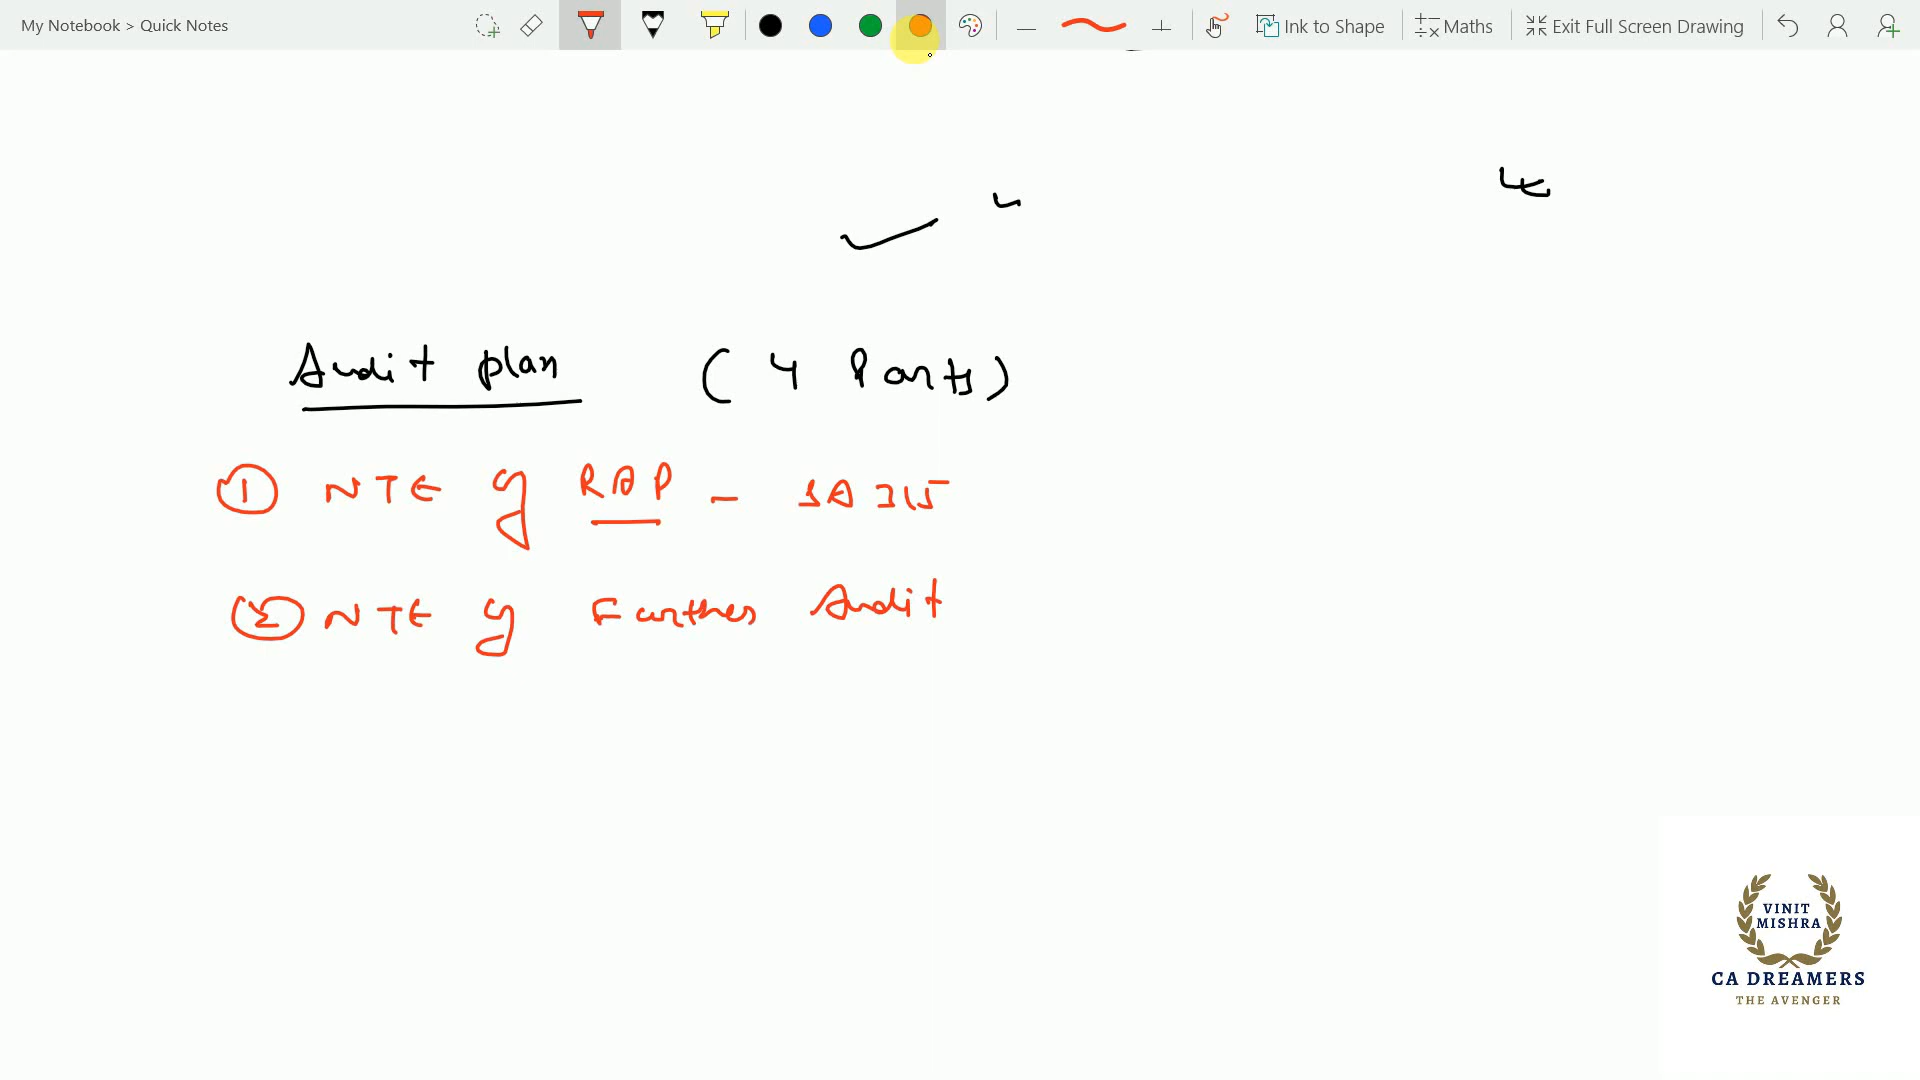 My Notebook > Quick Notes
Ink to Shape
Maths
Exit Full Screen Drawing
Audit plan (4 Parts)
① NTE of RAP - SA 315
② NTE of Further Audit
VINIT
MISHRA
CA DREAMERS
THE AVENGER